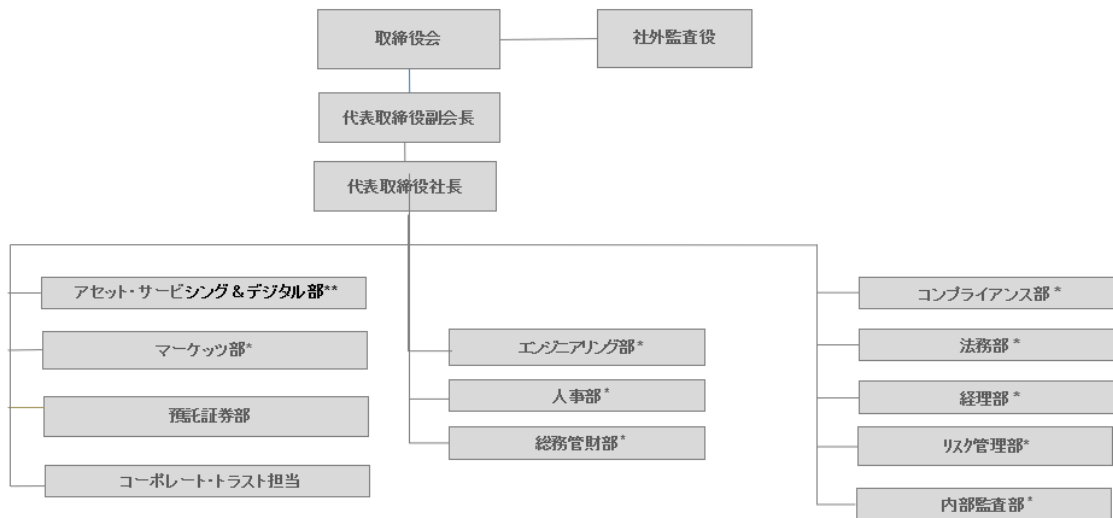 取締役会
社外監査役
代表取締役副会長
代表取締役社長
アセット・サービシング＆デジタル部**
マーケッツ部*
預託証券部
コーポレート・トラスト担当
エンジニアリング部*
人事部*
総務管財部*
コンプライアンス部*
法務部*
経理部*
リスク管理部*
内部監査部*